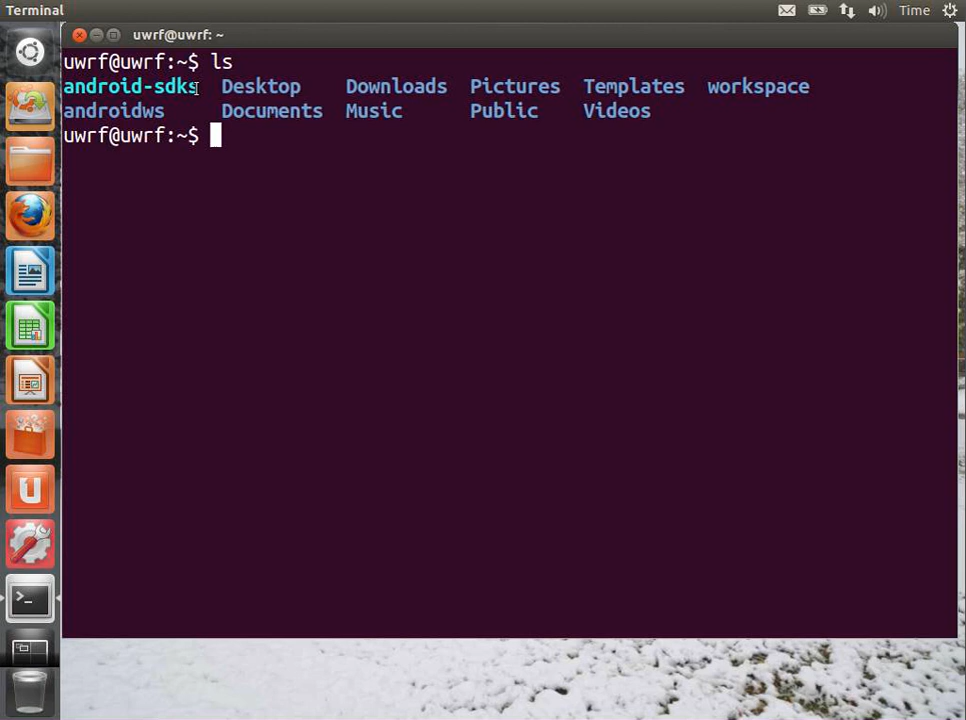 Terminal
Time
uwrf@uwrf: ~
uwrf@uwrf:~$ ls
android-sdks Desktop Downloads Pictures Templates workspace
androidws Documents Music Public Videos
uwrf@uwrf:~$
>_
U